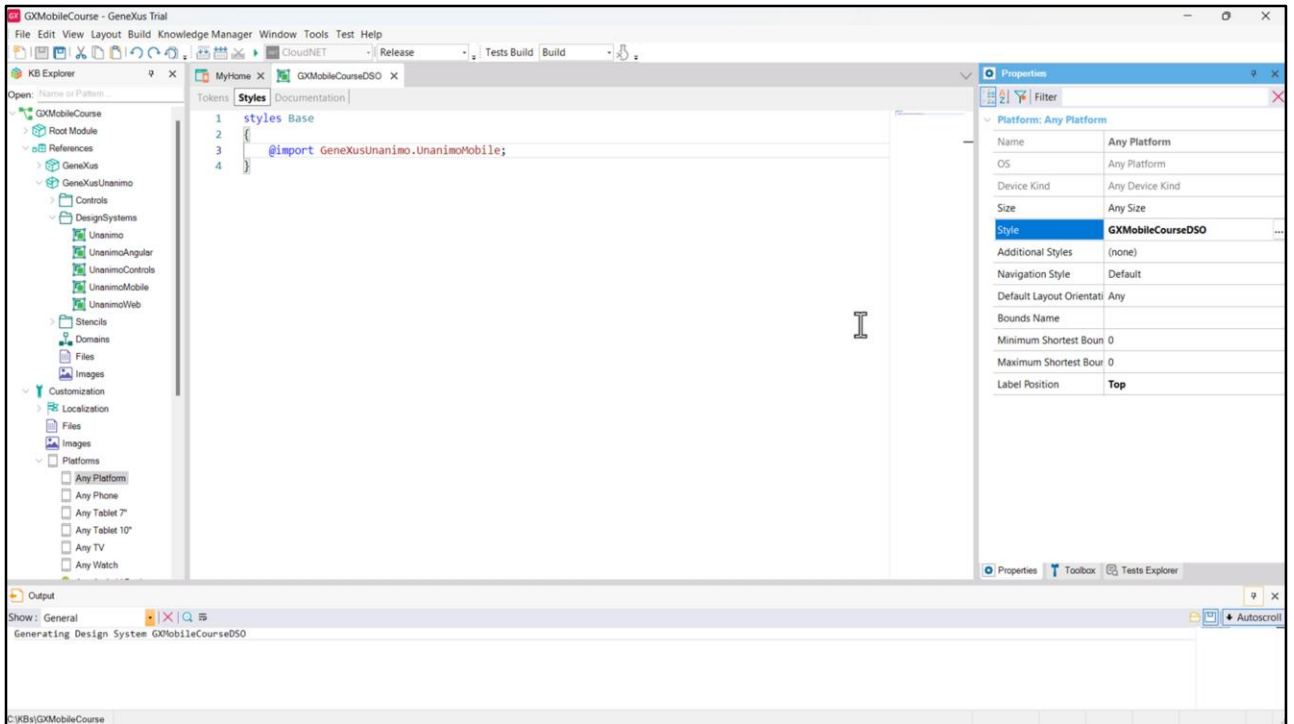 GX GXMobileCourse - GeneXus Trial
File Edit View Layout Build Knowledge Manager Window Tools Test Help
CloudNET Release Tests Build Build
KB Explorer
Open: Name or Pattern...
GXMobileCourse
Root Module
References
GeneXus
GeneXusUnanimo
Controls
DesignSystems
Unanimo
UnanimoAngular
UnanimoControls
UnanimoMobile
UnanimoWeb
Stencils
Domains
Files
Images
Customization
Localization
Files
Images
Platforms
Any Platform
Any Phone
Any Tablet 7"
Any Tablet 10"
Any TV
Any Watch
MyHome GXMobileCourseDSO
Tokens Styles Documentation
1 styles Base
2 {
3 @import GeneXusUnanimo.UnanimoMobile;
4 }
Properties
Filter
Platform: Any Platform
Name Any Platform
OS Any Platform
Device Kind Any Device Kind
Size Any Size
Style GXMobileCourseDSO ...
Additional Styles (none)
Navigation Style Default
Default Layout Orientati Any
Bounds Name
Minimum Shortest Boun 0
Maximum Shortest Bour 0
Label Position Top
Properties Toolbox Tests Explorer
Output
Show: General Autoscroll
Generating Design System GXMobileCourseDSO
C:\KBs\GXMobileCourse